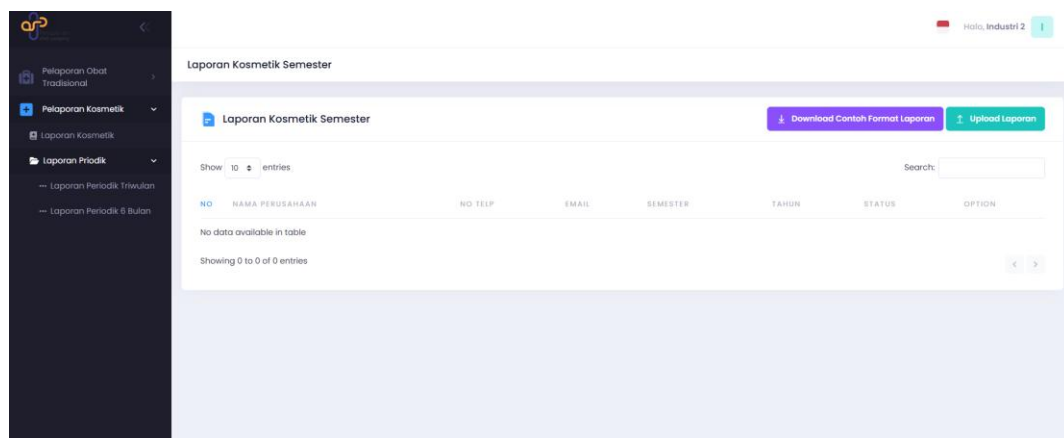 Halo, Industri 2 I
Pelaporan Obat
Tradisional
Pelaporan Kosmetik
Laporan Kosmetik
Laporan Priodik
Laporan Periodik Triwulan
Laporan Periodik 6 Bulan
Laporan Kosmetik Semester
Laporan Kosmetik Semester
Download Contoh Format Laporan
Upload Laporan
Show 10 entries
Search:
NO NAMA PERUSAHAAN NO TELP EMAIL SEMESTER TAHUN STATUS OPTION
No data available in table
Showing 0 to 0 of 0 entries